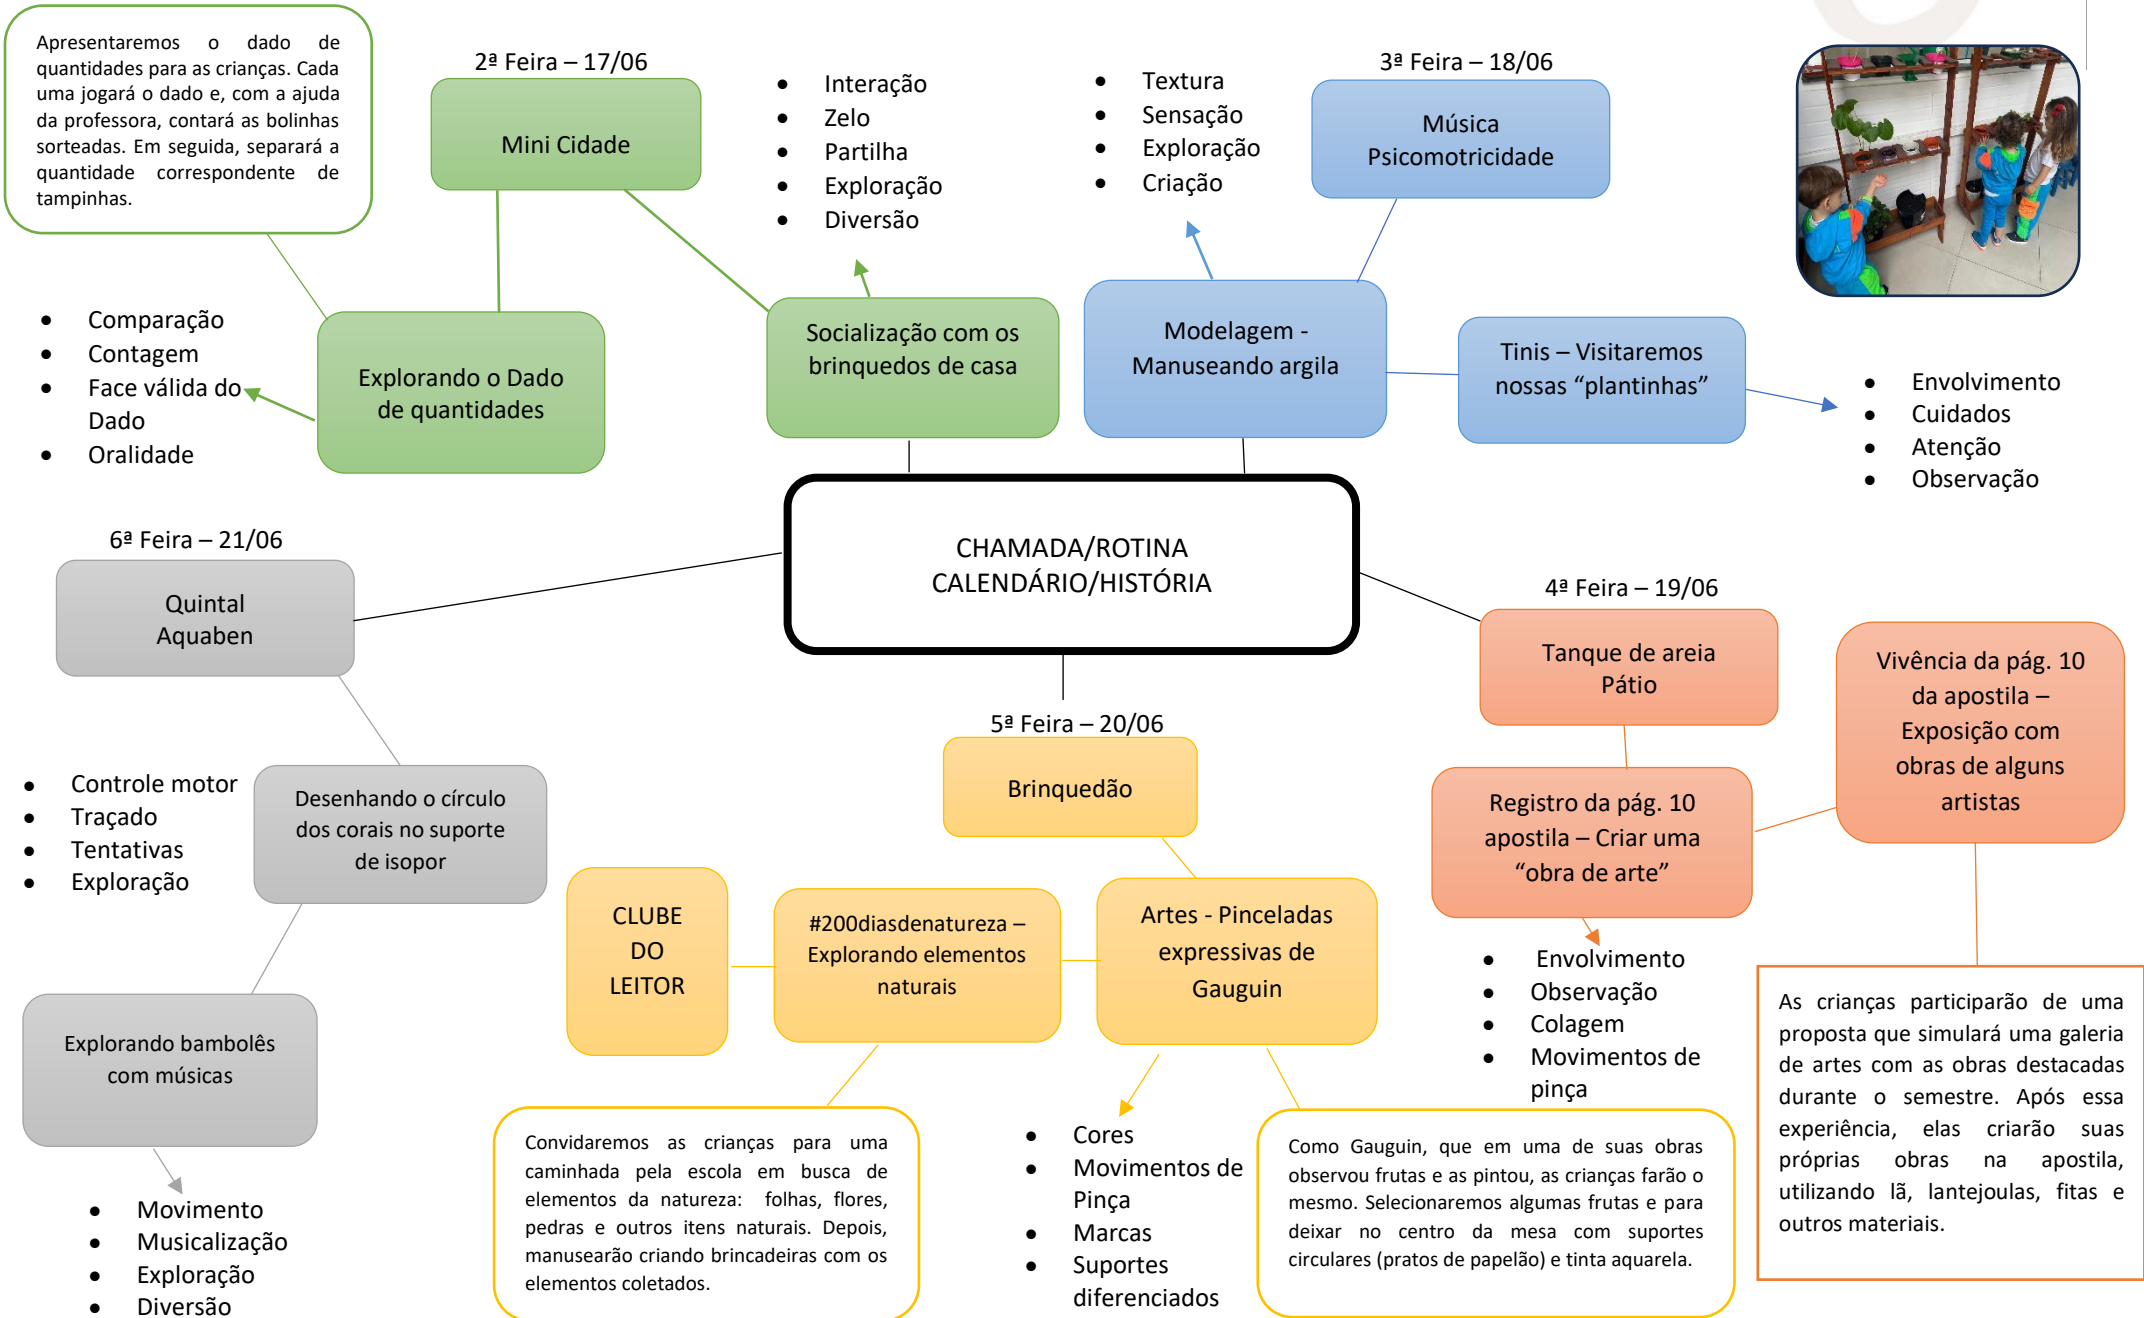 Apresentaremos o dado de
quantidades para as crianças. Cada
uma jogará o dado e, com a ajuda
da professora, contará as bolinhas
sorteadas. Em seguida, separará a
quantidade correspondente de
tampinhas.
2ª Feira – 17/06
Mini Cidade
• Interação
• Zelo
• Partilha
• Exploração
• Diversão
• Textura
• Sensação
• Exploração
• Criação
3ª Feira – 18/06
Música
Psicomotricidade
• Comparação
• Contagem
• Face válida do
Dado
• Oralidade
Explorando o Dado
de quantidades
Socialização com os
brinquedos de casa
Modelagem -
Manuseando argila
Tinis – Visitaremos
nossas “plantinhas”
• Envolvimento
• Cuidados
• Atenção
• Observação
CHAMADA/ROTINA
CALENDÁRIO/HISTÓRIA
6ª Feira – 21/06
Quintal
Aquaben
• Controle motor
• Traçado
• Tentativas
• Exploração
Desenhando o círculo
dos corais no suporte
de isopor
Explorando bambolês
com músicas
• Movimento
• Musicalização
• Exploração
• Diversão
5ª Feira – 20/06
Brinquedão
CLUBE
DO
LEITOR
#200diasdenatureza –
Explorando elementos
naturais
Artes - Pinceladas
expressivas de
Gauguin
Convidaremos as crianças para uma
caminhada pela escola em busca de
elementos da natureza: folhas, flores,
pedras e outros itens naturais. Depois,
manusearão criando brincadeiras com os
elementos coletados.
• Cores
• Movimentos de
Pinça
• Marcas
• Suportes
diferenciados
Como Gauguin, que em uma de suas obras
observou frutas e as pintou, as crianças farão o
mesmo. Selecionaremos algumas frutas e para
deixar no centro da mesa com suportes
circulares (pratos de papelão) e tinta aquarela.
4ª Feira – 19/06
Tanque de areia
Pátio
Registro da pág. 10
apostila – Criar uma
“obra de arte”
• Envolvimento
• Observação
• Colagem
• Movimentos de
pinça
Vivência da pág. 10
da apostila –
Exposição com
obras de alguns
artistas
As crianças participarão de uma
proposta que simulará uma galeria
de artes com as obras destacadas
durante o semestre. Após essa
experiência, elas criarão suas
próprias obras na apostila,
utilizando lã, lantejoulas, fitas e
outros materiais.